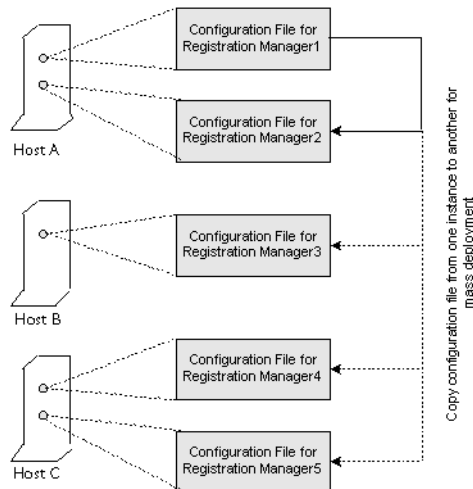 Configuration File for
Registration Manager1
Configuration File for
Registration Manager2
Host A
Configuration File for
Registration Manager3
Host B
Configuration File for
Registration Manager4
Configuration File for
Registration Manager5
Host C
Copy configuration file from one instance to another for
mass deployment